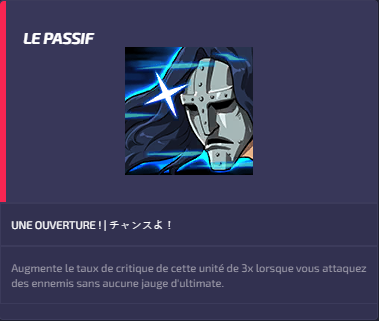 LE PASSIF
UNE OUVERTURE ! | チャンスよ！
Augmente le taux de critique de cette unité de 3x lorsque vous attaquez
des ennemis sans aucune jauge d'ultimate.